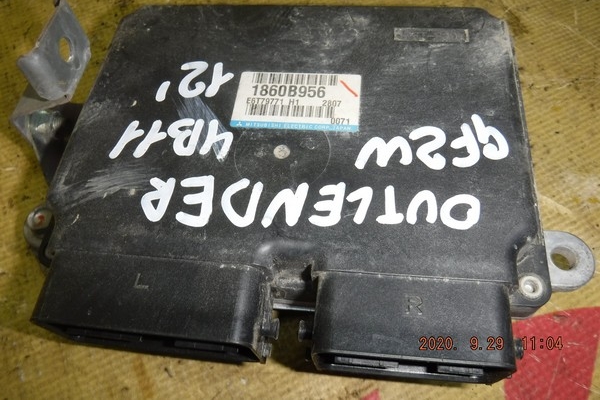 1860B956
E6T79771 H1 2807
0071
MITSUBISHI ELECTRIC CORP. JAPAN
OUTLENDER
GF2W
4B11
12'
L
R
2020. 9.29 11:04